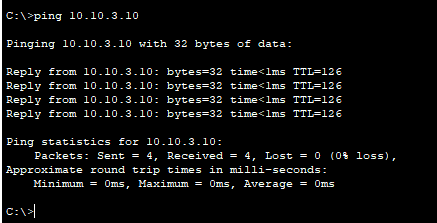 C:\>ping 10.10.3.10
Pinging 10.10.3.10 with 32 bytes of data:
Reply from 10.10.3.10: bytes=32 time<1ms TTL=126
Reply from 10.10.3.10: bytes=32 time<1ms TTL=126
Reply from 10.10.3.10: bytes=32 time<1ms TTL=126
Reply from 10.10.3.10: bytes=32 time<1ms TTL=126
Ping statistics for 10.10.3.10:
Packets: Sent = 4, Received = 4, Lost = 0 (0% loss),
Approximate round trip times in milli-seconds:
Minimum = 0ms, Maximum = 0ms, Average = 0ms
C:\>